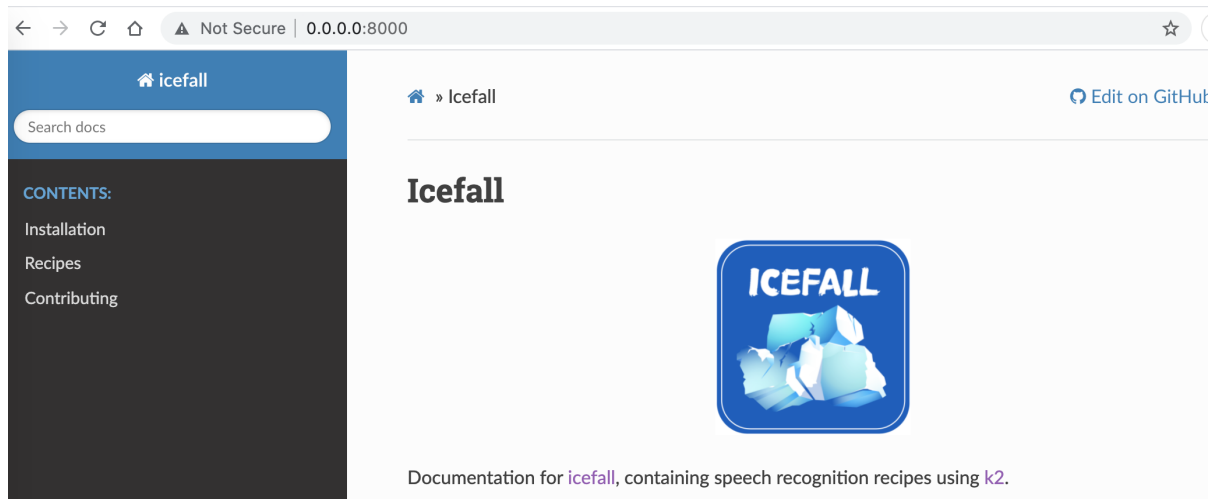 Not Secure | 0.0.0.0:8000
icefall
Search docs
CONTENTS:
Installation
Recipes
Contributing
» Icefall
Edit on GitHub
Icefall
ICEFALL
Documentation for icefall, containing speech recognition recipes using k2.